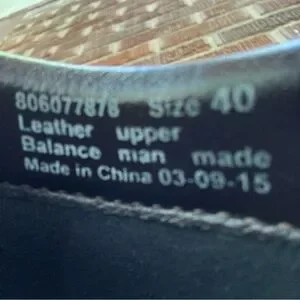 806077878 Size 40
Leather upper
Balance man made
Made in China 03-09-15